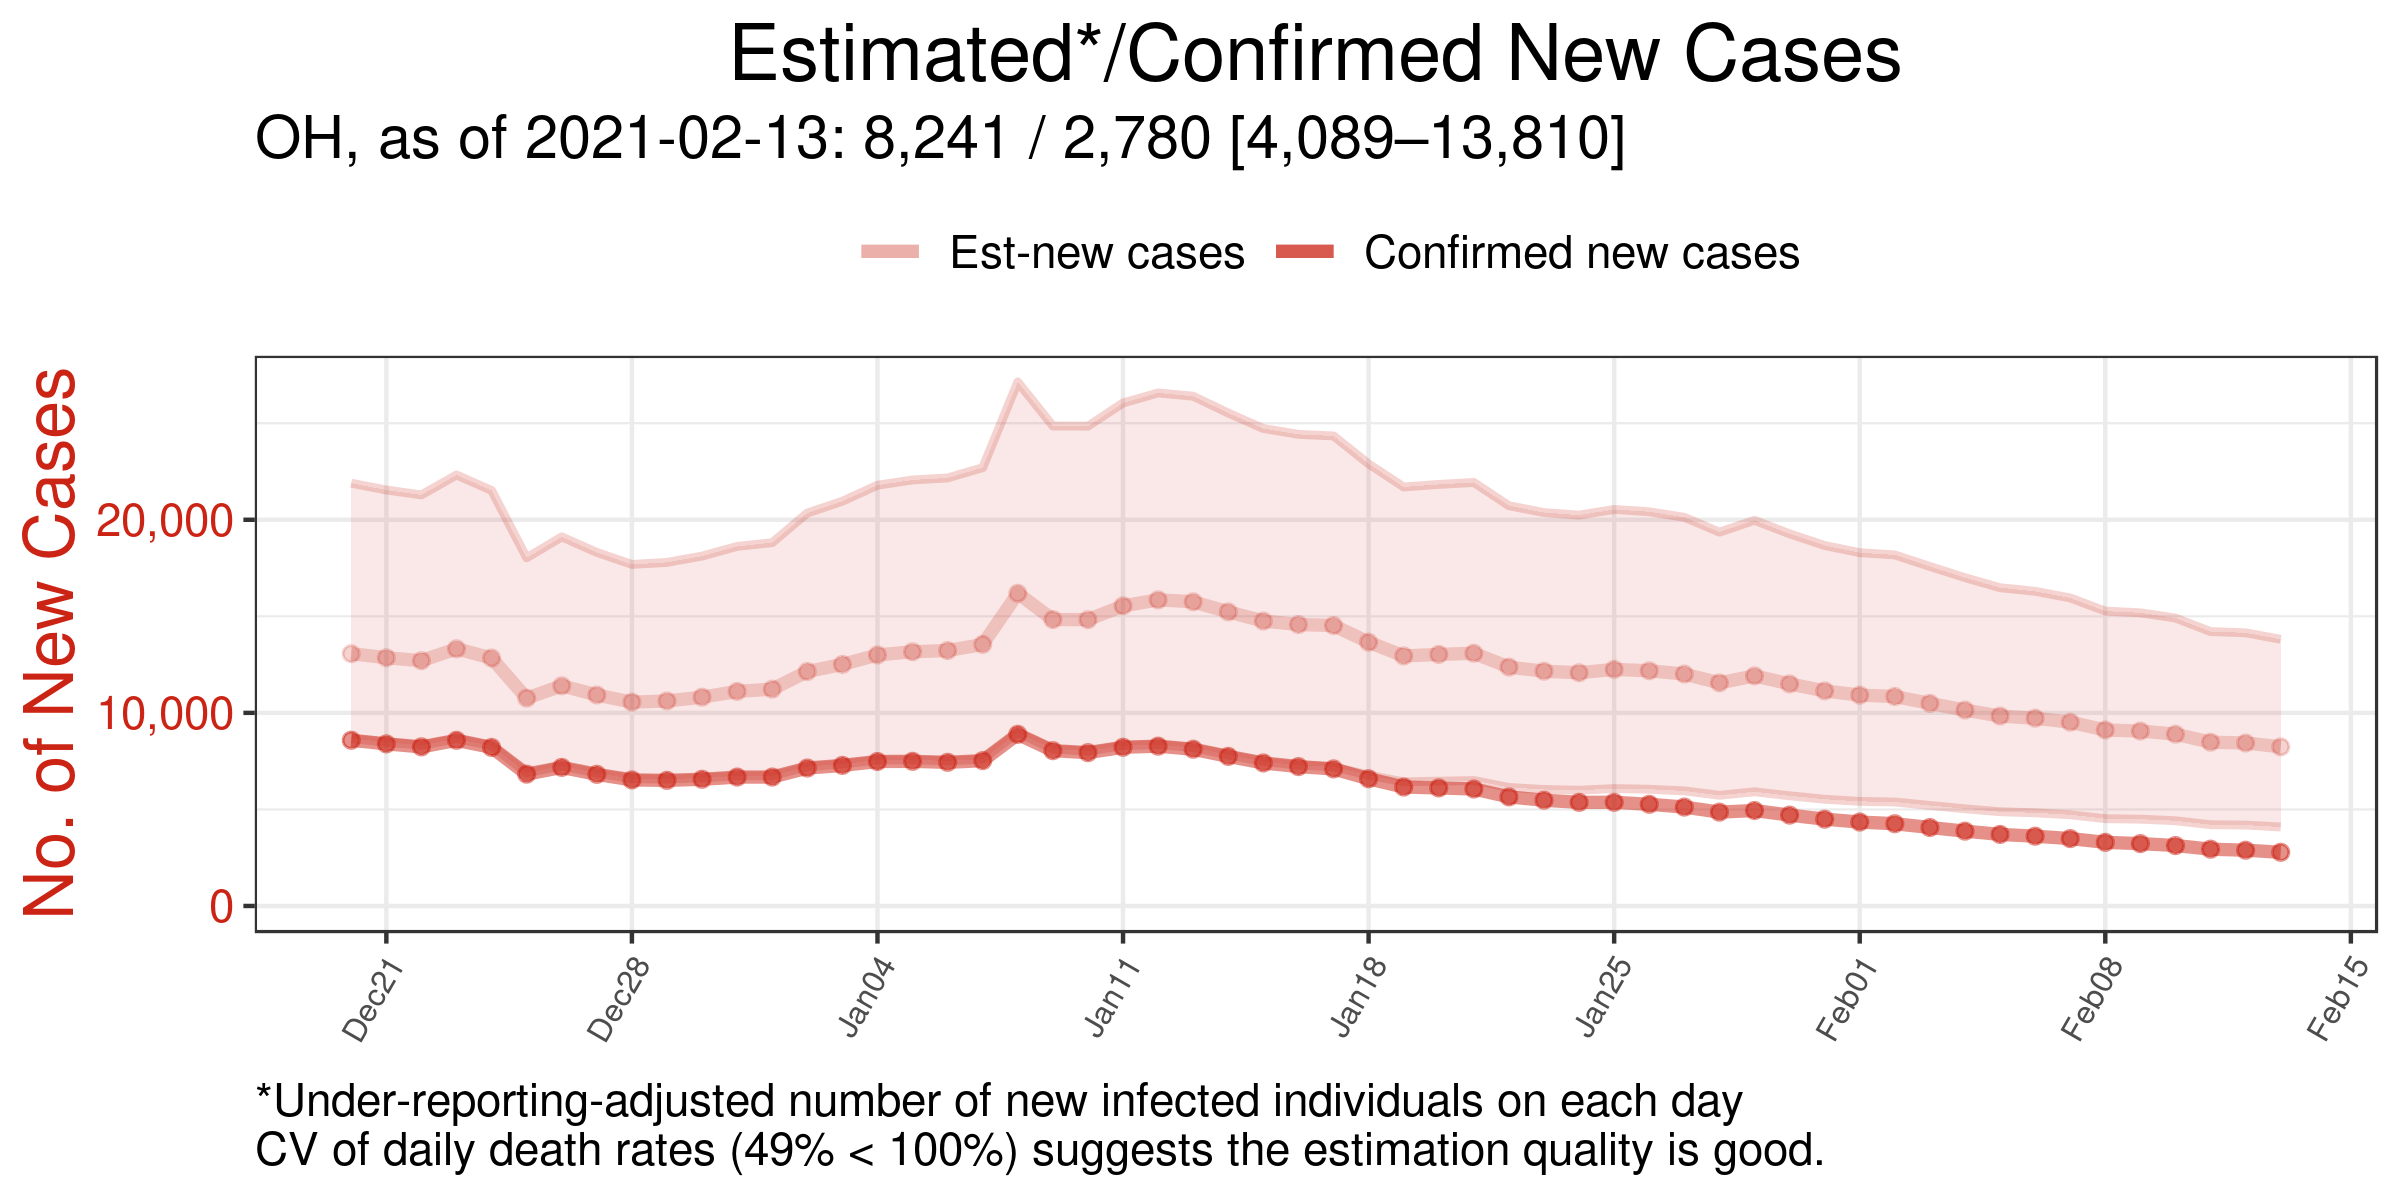 Estimated*/Confirmed New Cases
OH, as of 2021-02-13: 8,241 / 2,780 [4,089–13,810]
Est-new cases
Confirmed new cases
No. of New Cases
20,000
10,000
0
Dec21
Dec28
Jan04
Jan11
Jan18
Jan25
Feb01
Feb08
Feb15
*Under-reporting-adjusted number of new infected individuals on each day
CV of daily death rates (49% < 100%) suggests the estimation quality is good.